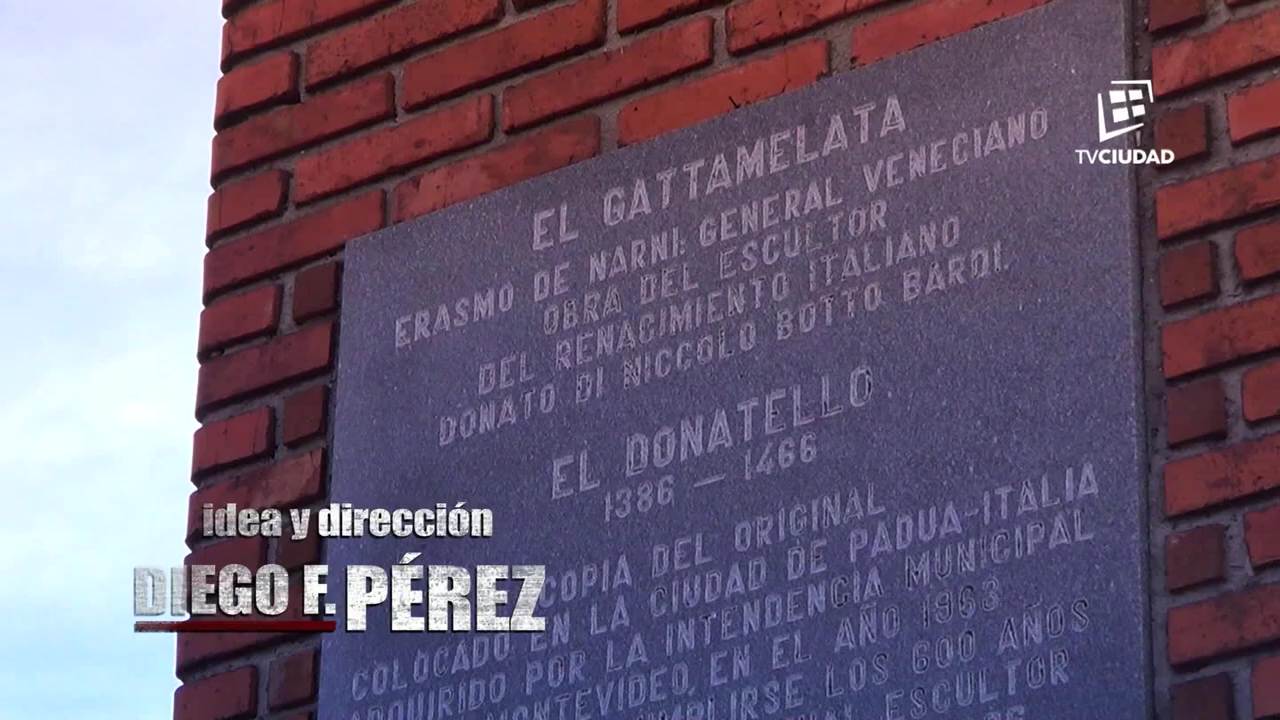 TVCIUDAD
EL GATTAMELATA
ERASMO DE NARNI: GENERAL VENECIANO
OBRA DEL ESCULTOR
DEL RENACIMIENTO ITALIANO
DONATO DI NICCOLO BOTTO BARDI.
EL DONATELLO
1386 — 1466
COPIA DEL ORIGINAL
COLOCADO EN LA CIUDAD DE PADUA-ITALIA
ADQUIRIDO POR LA INTENDENCIA MUNICIPAL
MONTEVIDEO, EN EL AÑO 1953
LOS 600 AÑOS
ESCULTOR
idea y dirección
DIEGO F. PÉREZ